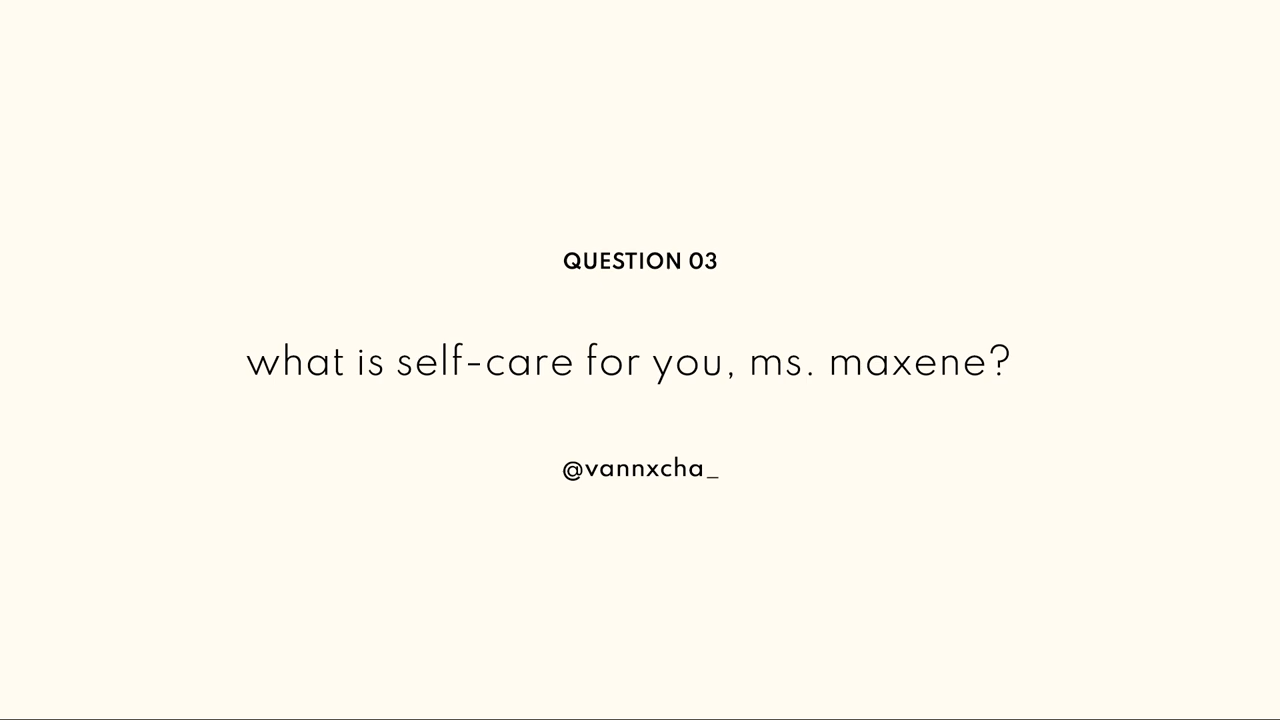 QUESTION 03
what is self-care for you, ms. maxene?
@vannxcha_